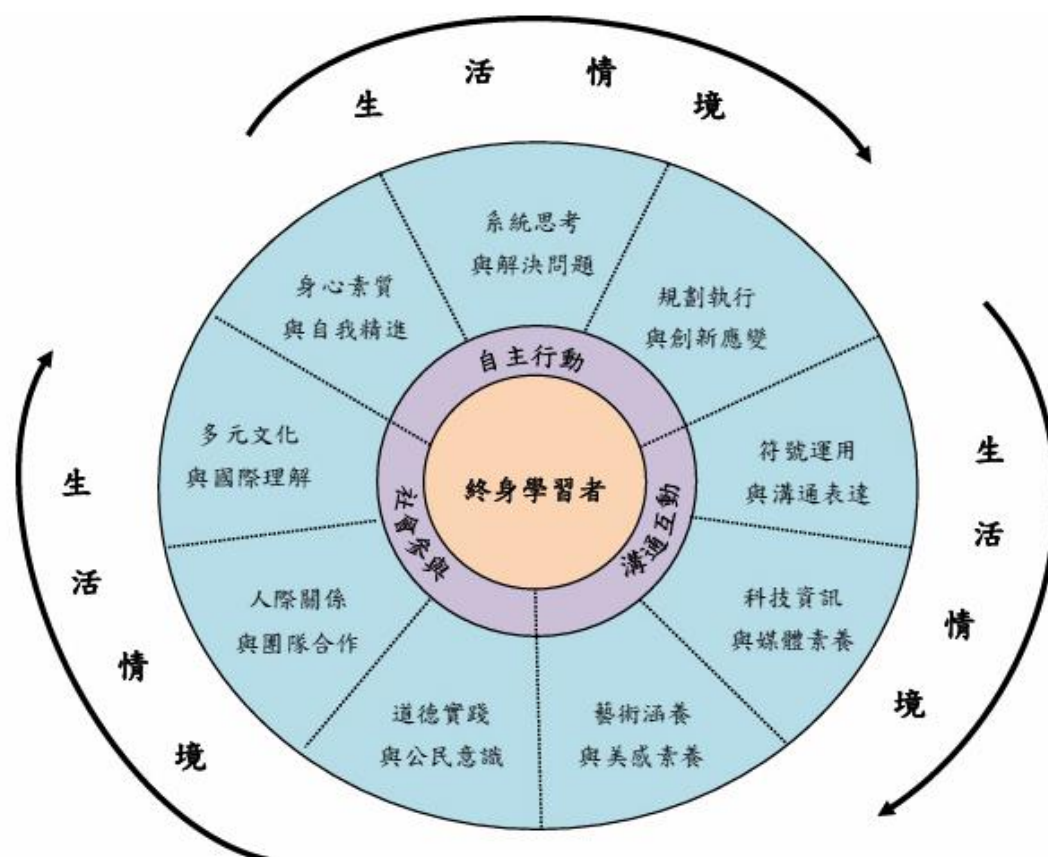 生活情境
系統思考
與解決問題
規劃執行
與創新應變
符號運用
與溝通表達
科技資訊
與媒體素養
藝術涵養
與美感素養
道德實踐
與公民意識
人際關係
與團隊合作
多元文化
與國際理解
身心素質
與自我精進
自主行動
溝通互動
社會參與
終身學習者
生活情境
生活情境